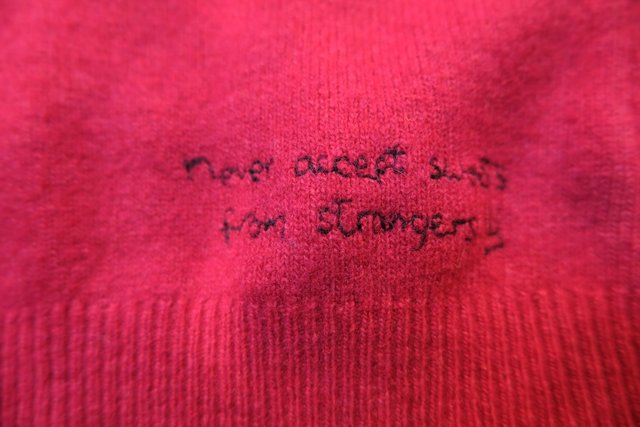 never accept sweets
from strangers